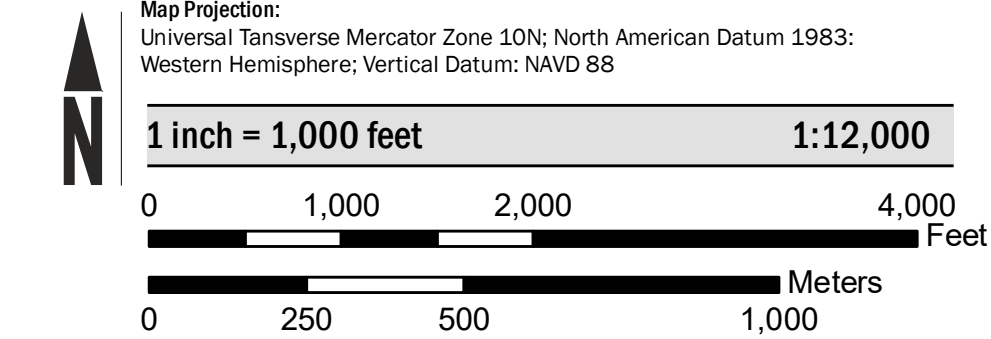 Map Projection:
Universal Tansverse Mercator Zone 10N; North American Datum 1983:
Western Hemisphere; Vertical Datum: NAVD 88
N
1 inch = 1,000 feet 1:12,000
0 1,000 2,000 4,000
Feet
Meters
0 250 500 1,000